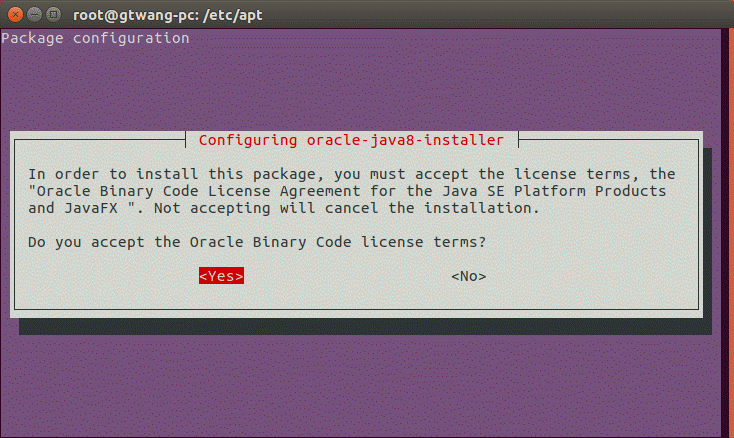 root@gtwang-pc: /etc/apt
Package configuration
Configuring oracle-java8-installer
In order to install this package, you must accept the license terms, the
"Oracle Binary Code License Agreement for the Java SE Platform Products
and JavaFX ". Not accepting will cancel the installation.
Do you accept the Oracle Binary Code license terms?
<Yes> <No>